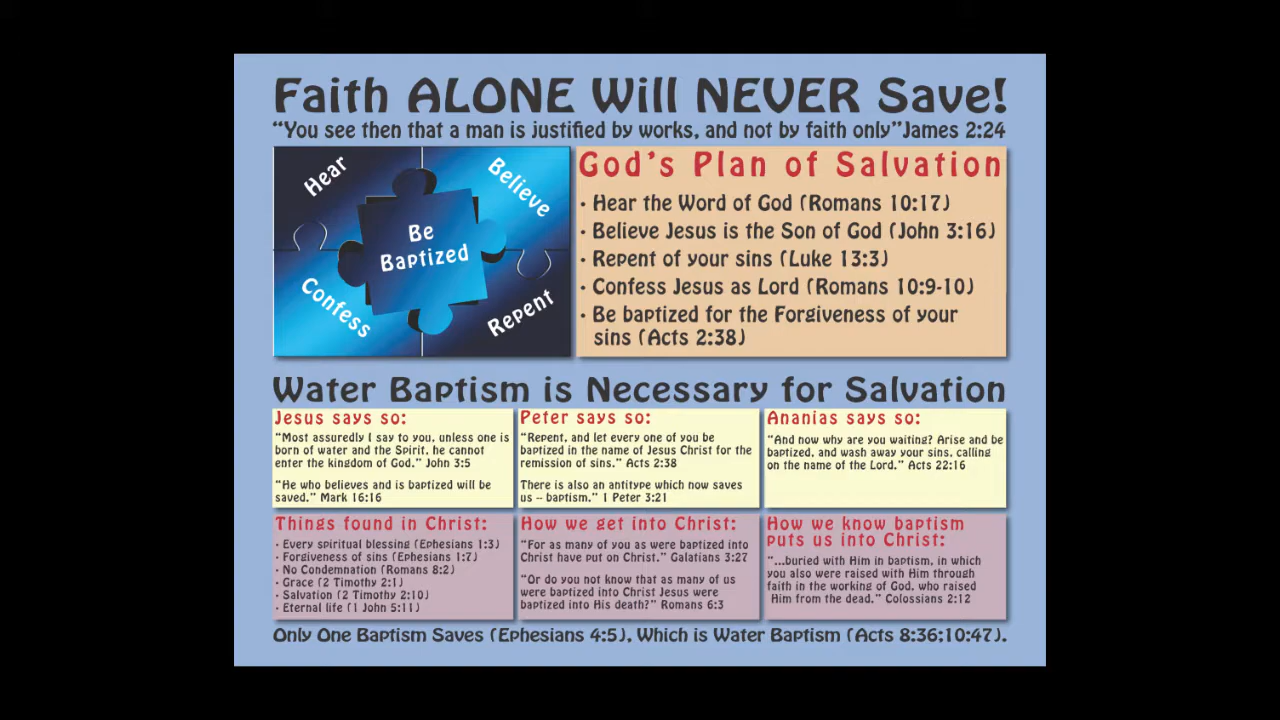 Faith ALONE Will NEVER Save!
“You see then that a man is justified by works, and not by faith only”James 2:24
Hear
Believe
Be
Baptized
Confess
Repent
God's Plan of Salvation
· Hear the Word of God (Romans 10:17)
· Believe Jesus is the Son of God (John 3:16)
· Repent of your sins (Luke 13:3)
· Confess Jesus as Lord (Romans 10:9-10)
· Be baptized for the Forgiveness of your
sins (Acts 2:38)
Water Baptism is Necessary for Salvation
Jesus says so:
“Most assuredly I say to you, unless one is
born of water and the Spirit, he cannot
enter the kingdom of God.” John 3:5
“He who believes and is baptized will be
saved.” Mark 16:16
Peter says so:
“Repent, and let every one of you be
baptized in the name of Jesus Christ for the
remission of sins.” Acts 2:38
There is also an antitype which now saves
us -- baptism.” 1 Peter 3:21
Ananias says so:
“And now why are you waiting? Arise and be
baptized, and wash away your sins, calling
on the name of the Lord.” Acts 22:16
Things found in Christ:
· Every spiritual blessing (Ephesians 1:3)
· Forgiveness of sins (Ephesians 1:7)
· No Condemnation (Romans 8:2)
· Grace (2 Timothy 2:1)
· Salvation (2 Timothy 2:10)
· Eternal life (1 John 5:11)
How we get into Christ:
“For as many of you as were baptized into
Christ have put on Christ.” Galatians 3:27
“Or do you not know that as many of us
were baptized into Christ Jesus were
baptized into His death?” Romans 6:3
How we know baptism
puts us into Christ:
“...buried with Him in baptism, in which
you also were raised with Him through
faith in the working of God, who raised
Him from the dead.” Colossians 2:12
Only One Baptism Saves (Ephesians 4:5), Which is Water Baptism (Acts 8:36;10:47).